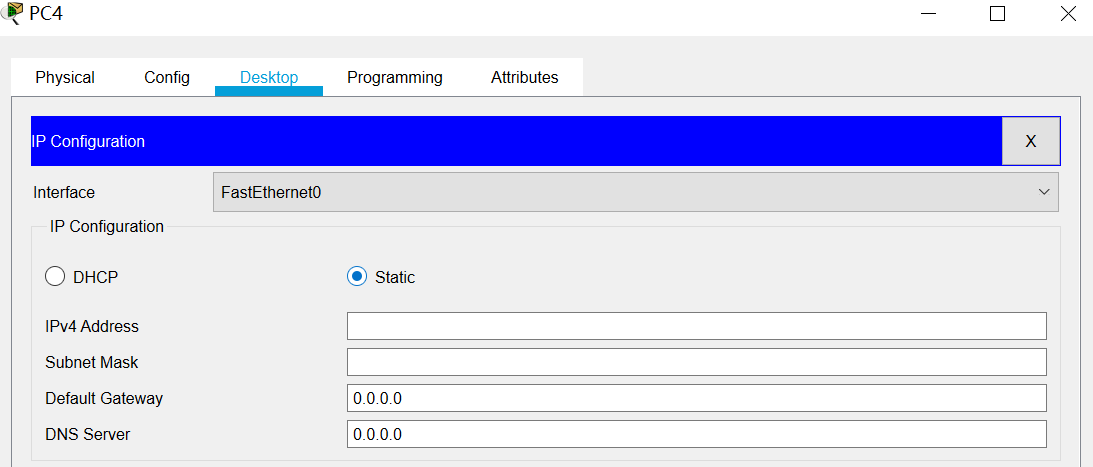 PC4
Physical Config Desktop Programming Attributes
IP Configuration X
Interface FastEthernet0
IP Configuration
DHCP Static
IPv4 Address
Subnet Mask
Default Gateway 0.0.0.0
DNS Server 0.0.0.0